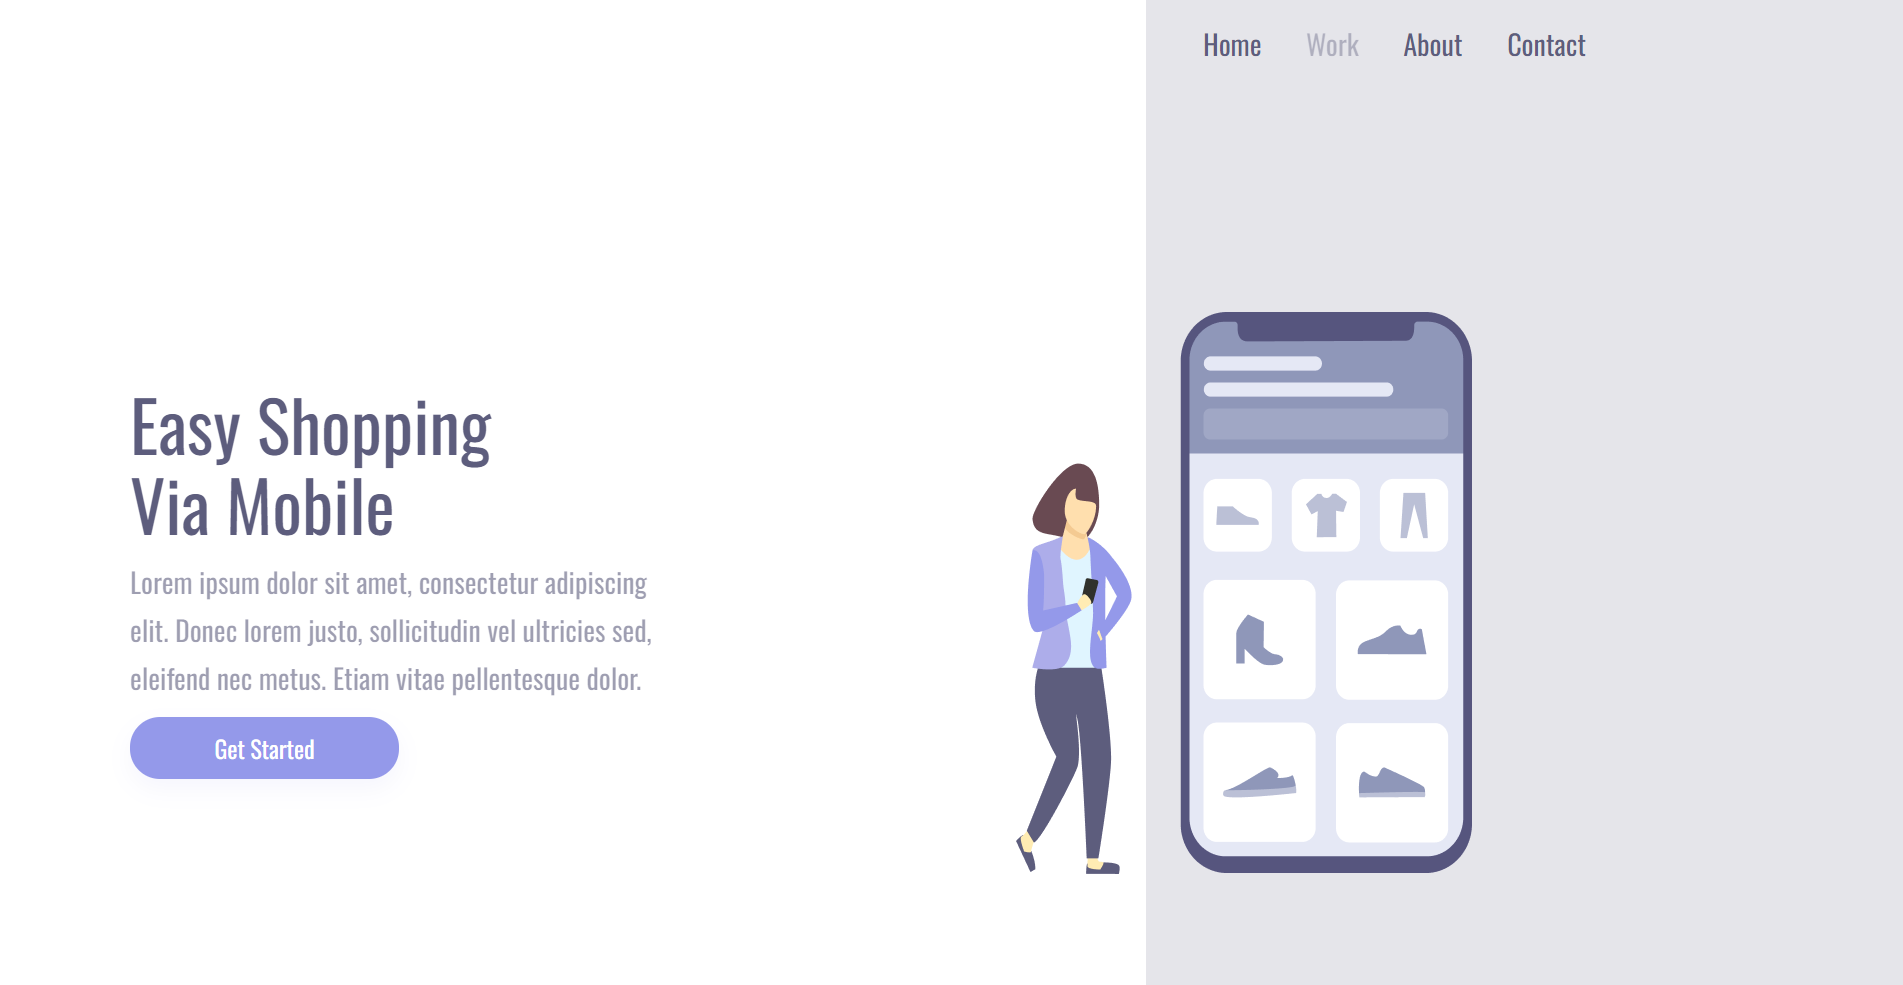 Home Work About Contact
Easy Shopping
Via Mobile
Lorem ipsum dolor sit amet, consectetur adipiscing
elit. Donec lorem justo, sollicitudin vel ultricies sed,
eleifend nec metus. Etiam vitae pellentesque dolor.
Get Started